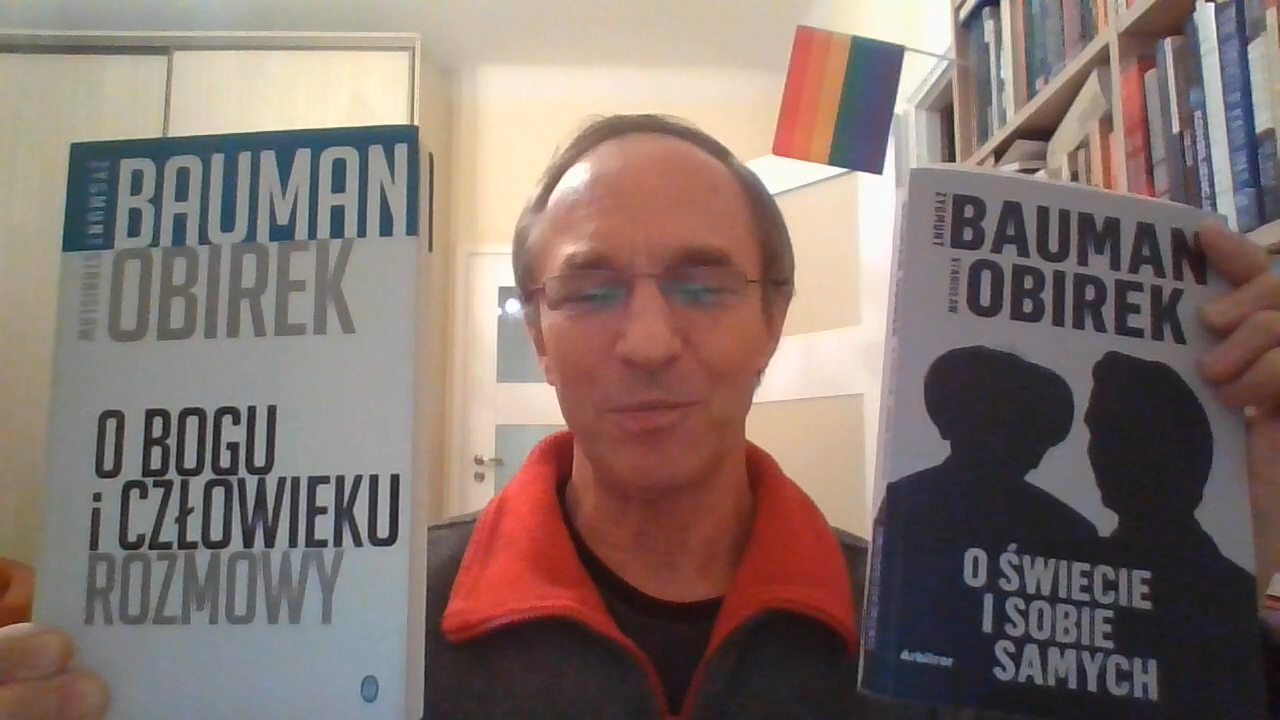 ZYGMUNT
BAUMAN
STANISŁAW
OBIREK
O BOGU
i CZŁOWIEKU
ROZMOWY
ZYGMUNT
BAUMAN
STANISŁAW
OBIREK
O ŚWIECIE
I SOBIE
SAMYCH
Arbitror